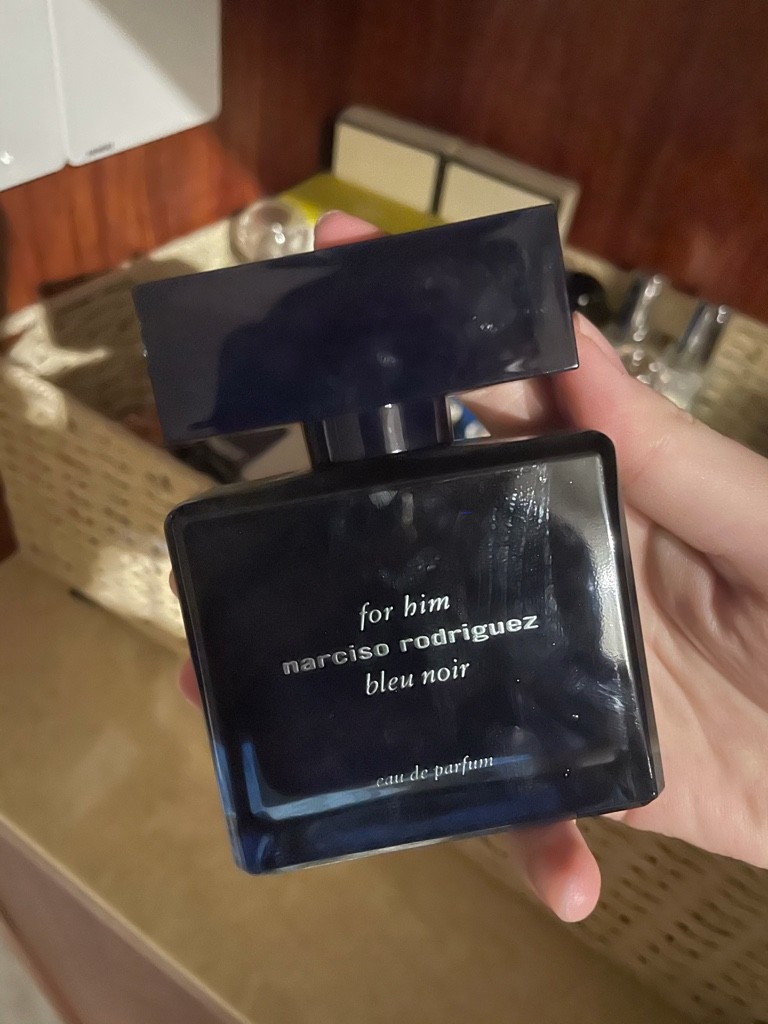 for him
narciso rodriguez
bleu noir
eau de parfum